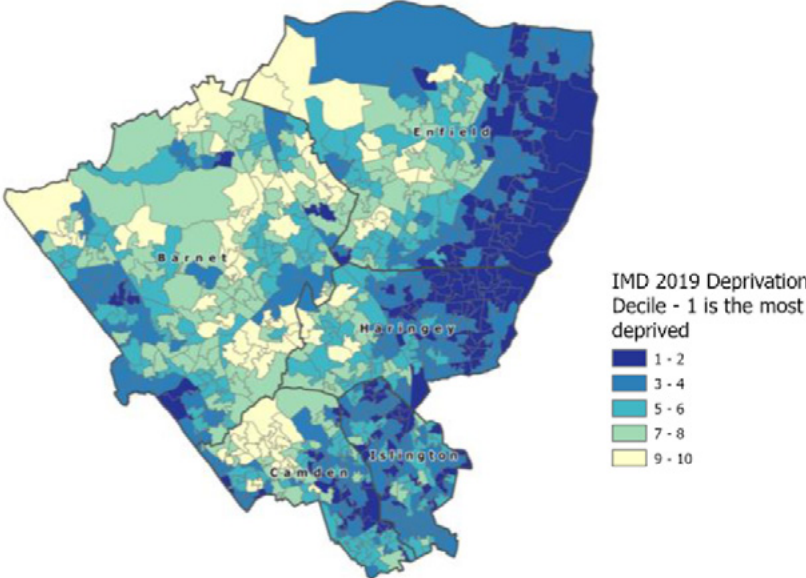 Enfield
Barnet
Haringey
Islington
Camden
IMD 2019 Deprivation
Decile - 1 is the most
deprived
1 - 2
3 - 4
5 - 6
7 - 8
9 - 10